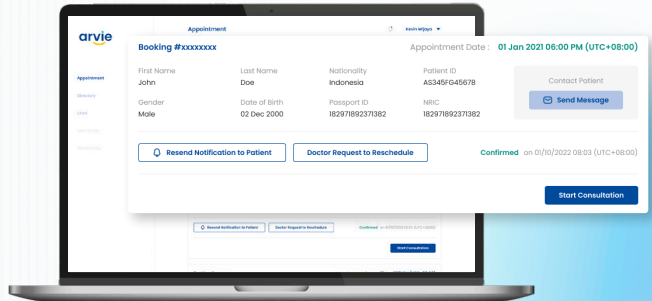 arvie
Appointment
Kevin Wijaya
Booking #xxxxxxxx
Appointment Date : 01 Jan 2021 06:00 PM (UTC+08:00)
Appointment
Directory
First Name
Last Name
Nationality
Patient ID
John
Doe
Indonesia
AS345FG45678
Contact Patient
Send Message
Gender
Date of Birth
Passport ID
NRIC
Male
02 Dec 2000
182971892371382
182971892371382
Resend Notification to Patient
Doctor Request to Reschedule
Confirmed on 01/10/2022 08:03 (UTC+08:00)
Start Consultation
Resend Notification to Patient
Doctor Request to Reschedule
Confirmed
Start Consultation